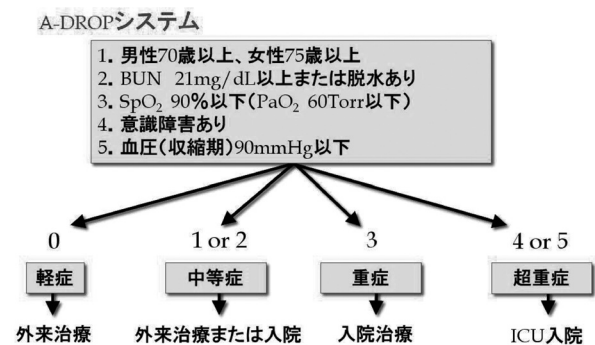 A-DROPシステム
1. 男性70歳以上、女性75歳以上
2. BUN 21mg/dL以上または脱水あり
3. SpO2 90%以下(PaO2 60Torr以下)
4. 意識障害あり
5. 血圧(収縮期)90mmHg以下
0 1 or 2 3 4 or 5
軽症 中等症 重症 超重症
外来治療 外来治療または入院 入院治療 ICU入院